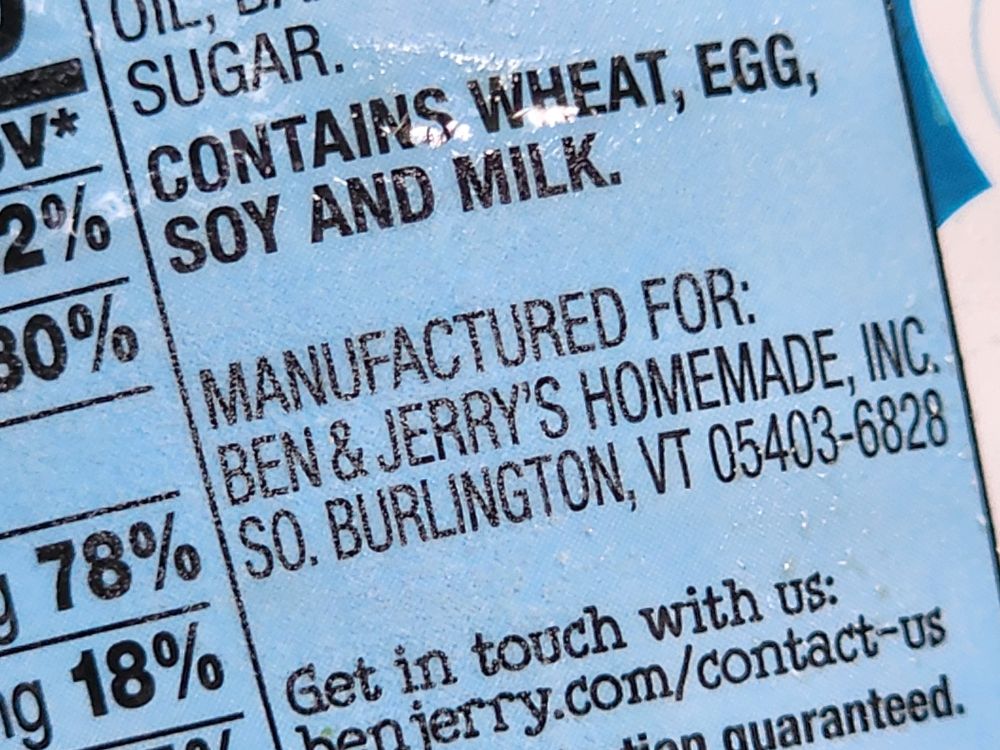 OIL,
SUGAR.
CONTAINS WHEAT, EGG,
SOY AND MILK.
MANUFACTURED FOR:
BEN & JERRY'S HOMEMADE, INC.
SO. BURLINGTON, VT 05403-6828
Get in touch with us:
benjerry.com/contact-us
guaranteed.
2%
30%
78%
18%